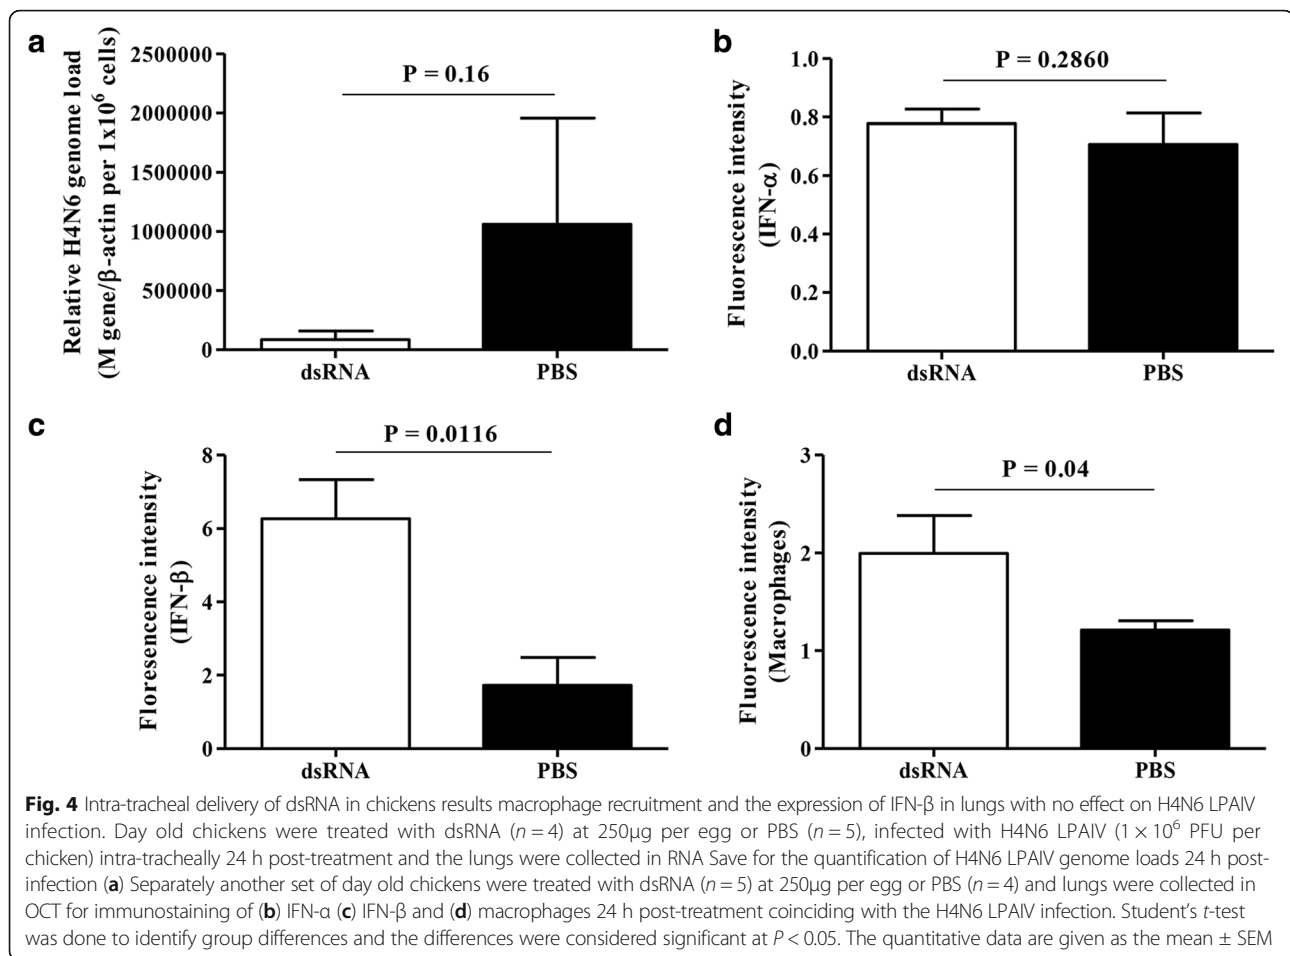 a
Relative H4N6 genome load
(M gene/β-actin per 1x10⁶ cells)
2500000
2000000
1500000
1000000
500000
0
P = 0.16
dsRNA
PBS
b
Fluorescence intensity
(IFN-α)
1.0
0.8
0.6
0.4
0.2
0.0
P = 0.2860
dsRNA
PBS
c
Floresence intensity
(IFN-β)
8
6
4
2
0
P = 0.0116
dsRNA
PBS
d
Fluorescence intensity
(Macrophages)
3
2
1
0
P = 0.04
dsRNA
PBS
Fig. 4 Intra-tracheal delivery of dsRNA in chickens results macrophage recruitment and the expression of IFN-β in lungs with no effect on H4N6 LPAIV
infection. Day old chickens were treated with dsRNA (n = 4) at 250μg per egg or PBS (n = 5), infected with H4N6 LPAIV (1 × 10⁶ PFU per
chicken) intra-tracheally 24 h post-treatment and the lungs were collected in RNA Save for the quantification of H4N6 LPAIV genome loads 24 h post-
infection (a) Separately another set of day old chickens were treated with dsRNA (n = 5) at 250μg per egg or PBS (n = 4) and lungs were collected in
OCT for immunostaining of (b) IFN-α (c) IFN-β and (d) macrophages 24 h post-treatment coinciding with the H4N6 LPAIV infection. Student's t-test
was done to identify group differences and the differences were considered significant at P < 0.05. The quantitative data are given as the mean ± SEM